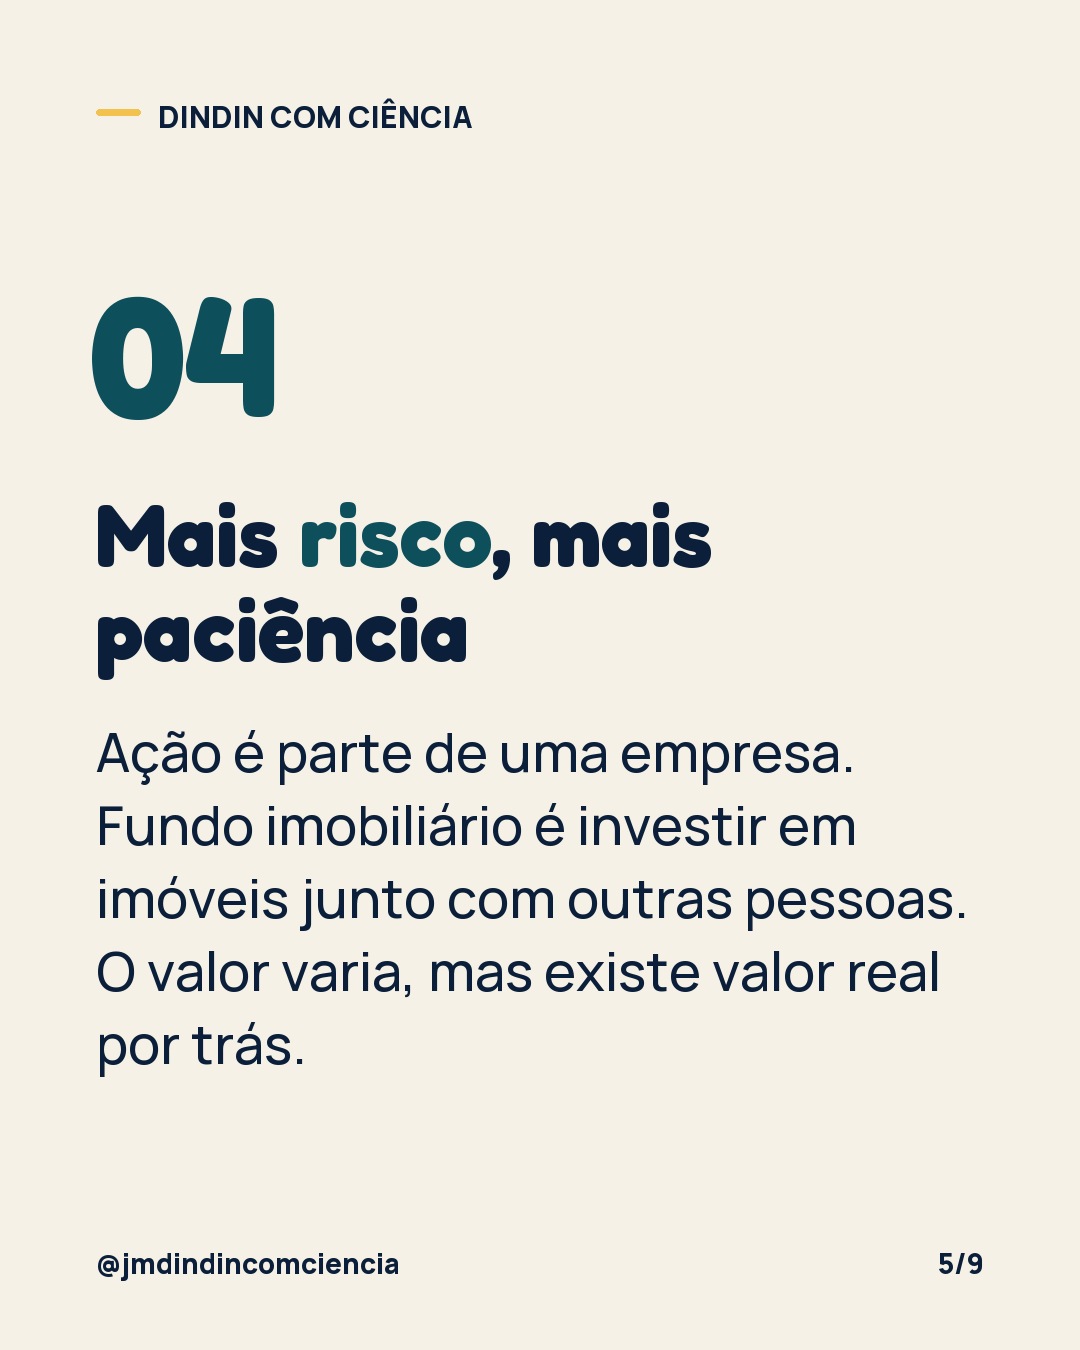 DINDIN COM CIÊNCIA
04
Mais risco, mais
paciência
Ação é parte de uma empresa.
Fundo imobiliário é investir em
imóveis junto com outras pessoas.
O valor varia, mas existe valor real
por trás.
@jmdindincomciencia
5/9